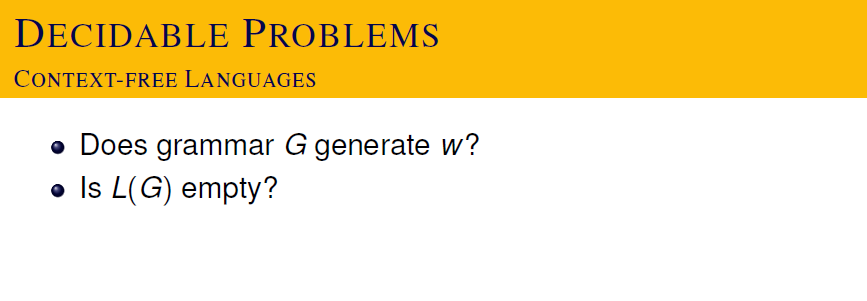 DECIDABLE PROBLEMS
CONTEXT-FREE LANGUAGES
• Does grammar G generate w?
• Is L(G) empty?